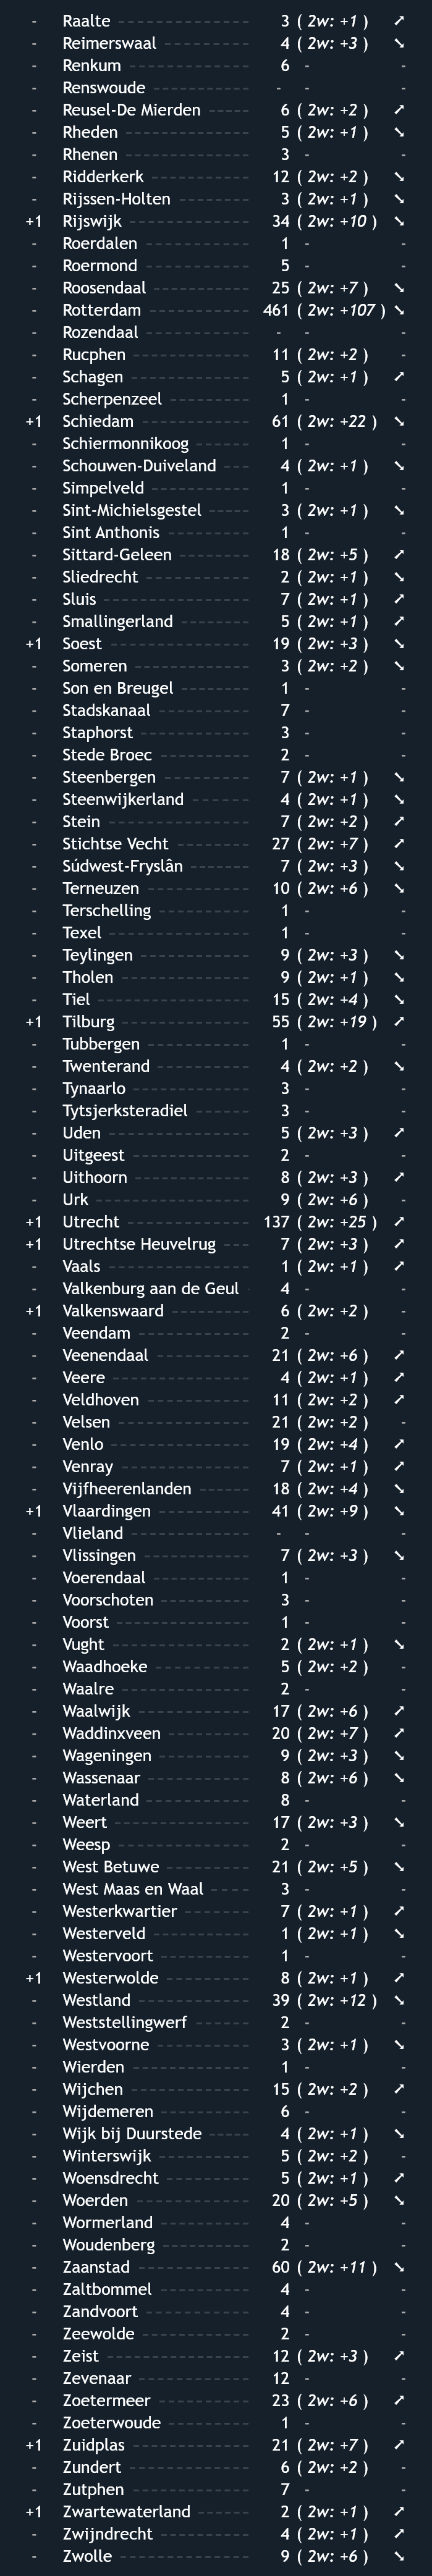 - Raalte 3 ( 2w: +1 ) ↗
- Reimerswaal 4 ( 2w: +3 ) ↘
- Renkum 6 - -
- Renswoude - - -
- Reusel-De Mierden 6 ( 2w: +2 ) ↗
- Rheden 5 ( 2w: +1 ) ↘
- Rhenen 3 - -
- Ridderkerk 12 ( 2w: +2 ) ↘
- Rijssen-Holten 3 ( 2w: +1 ) ↘
+1 Rijswijk 34 ( 2w: +10 ) ↘
- Roerdalen 1 - -
- Roermond 5 - -
- Roosendaal 25 ( 2w: +7 ) ↘
- Rotterdam 461 ( 2w: +107 ) ↘
- Rozendaal - - -
- Rucphen 11 ( 2w: +2 ) -
- Schagen 5 ( 2w: +1 ) ↗
- Scherpenzeel 1 - -
+1 Schiedam 61 ( 2w: +22 ) ↘
- Schiermonnikoog 1 - -
- Schouwen-Duiveland 4 ( 2w: +1 ) ↘
- Simpelveld 1 - -
- Sint-Michielsgestel 3 ( 2w: +1 ) ↘
- Sint Anthonis 1 - -
- Sittard-Geleen 18 ( 2w: +5 ) ↗
- Sliedrecht 2 ( 2w: +1 ) ↘
- Sluis 7 ( 2w: +1 ) ↗
- Smallingerland 5 ( 2w: +1 ) ↗
+1 Soest 19 ( 2w: +3 ) ↘
- Someren 3 ( 2w: +2 ) ↘
- Son en Breugel 1 - -
- Stadskanaal 7 - -
- Staphorst 3 - -
- Stede Broec 2 - -
- Steenbergen 7 ( 2w: +1 ) ↘
- Steenwijkerland 4 ( 2w: +1 ) ↘
- Stein 7 ( 2w: +2 ) ↗
- Stichtse Vecht 27 ( 2w: +7 ) ↗
- Súdwest-Fryslân 7 ( 2w: +3 ) ↘
- Terneuzen 10 ( 2w: +6 ) ↘
- Terschelling 1 - -
- Texel 1 - -
- Teylingen 9 ( 2w: +3 ) ↘
- Tholen 9 ( 2w: +1 ) ↘
- Tiel 15 ( 2w: +4 ) ↘
+1 Tilburg 55 ( 2w: +19 ) ↗
- Tubbergen 1 - -
- Twenterand 4 ( 2w: +2 ) ↘
- Tynaarlo 3 - -
- Tytsjerksteradiel 3 - -
- Uden 5 ( 2w: +3 ) ↗
- Uitgeest 2 - -
- Uithoorn 8 ( 2w: +3 ) ↗
- Urk 9 ( 2w: +6 ) -
+1 Utrecht 137 ( 2w: +25 ) ↗
+1 Utrechtse Heuvelrug 7 ( 2w: +3 ) ↗
- Vaals 1 ( 2w: +1 ) ↗
- Valkenburg aan de Geul 4 - -
+1 Valkenswaard 6 ( 2w: +2 ) -
- Veendam 2 - -
- Veenendaal 21 ( 2w: +6 ) ↗
- Veere 4 ( 2w: +1 ) ↗
- Veldhoven 11 ( 2w: +2 ) ↗
- Velsen 21 ( 2w: +2 ) -
- Venlo 19 ( 2w: +4 ) ↗
- Venray 7 ( 2w: +1 ) ↗
- Vijfheerenlanden 18 ( 2w: +4 ) ↘
+1 Vlaardingen 41 ( 2w: +9 ) ↘
- Vlieland - - -
- Vlissingen 7 ( 2w: +3 ) ↘
- Voerendaal 1 - -
- Voorschoten 3 - -
- Voorst 1 - -
- Vught 2 ( 2w: +1 ) ↘
- Waadhoeke 5 ( 2w: +2 ) -
- Waalre 2 - -
- Waalwijk 17 ( 2w: +6 ) ↗
- Waddinxveen 20 ( 2w: +7 ) ↗
- Wageningen 9 ( 2w: +3 ) ↘
- Wassenaar 8 ( 2w: +6 ) ↘
- Waterland 8 - -
- Weert 17 ( 2w: +3 ) ↘
- Weesp 2 - -
- West Betuwe 21 ( 2w: +5 ) ↘
- West Maas en Waal 3 - -
- Westerkwartier 7 ( 2w: +1 ) ↗
- Westerveld 1 ( 2w: +1 ) ↘
- Westervoort 1 - -
+1 Westerwolde 8 ( 2w: +1 ) ↗
- Westland 39 ( 2w: +12 ) ↘
- Weststellingwerf 2 - -
- Westvoorne 3 ( 2w: +1 ) ↘
- Wierden 1 - -
- Wijchen 15 ( 2w: +2 ) ↗
- Wijdemeren 6 - -
- Wijk bij Duurstede 4 ( 2w: +1 ) ↘
- Winterswijk 5 ( 2w: +2 ) -
- Woensdrecht 5 ( 2w: +1 ) ↗
- Woerden 20 ( 2w: +5 ) ↘
- Wormerland 4 - -
- Woudenberg 2 - -
- Zaanstad 60 ( 2w: +11 ) ↘
- Zaltbommel 4 - -
- Zandvoort 4 - -
- Zeewolde 2 - -
- Zeist 12 ( 2w: +3 ) ↗
- Zevenaar 12 - -
- Zoetermeer 23 ( 2w: +6 ) ↗
- Zoeterwoude 1 - -
+1 Zuidplas 21 ( 2w: +7 ) ↗
- Zundert 6 ( 2w: +2 ) -
- Zutphen 7 - -
+1 Zwartewaterland 2 ( 2w: +1 ) ↗
- Zwijndrecht 4 ( 2w: +1 ) ↗
- Zwolle 9 ( 2w: +6 ) ↘